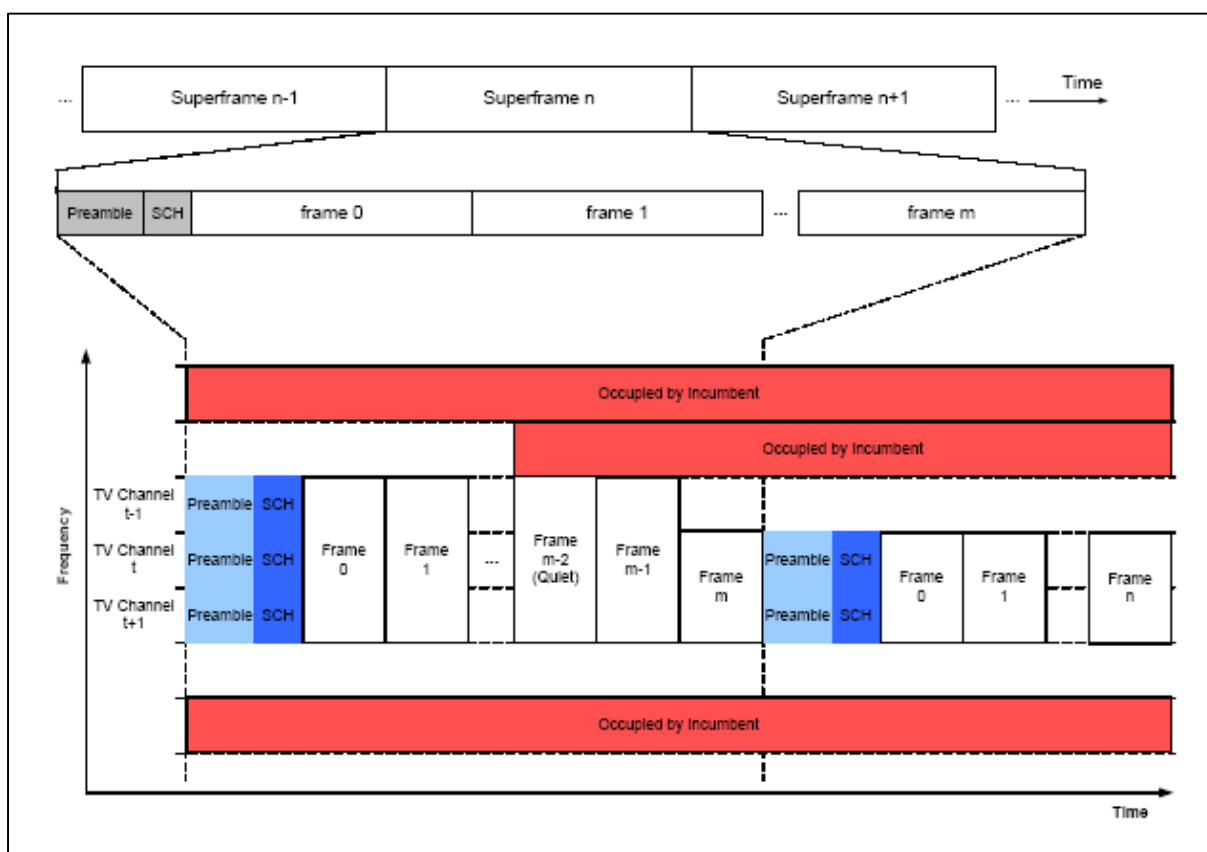 ... Superframe n-1 Superframe n Superframe n+1 ... Time
Preamble SCH frame 0 frame 1 ... frame m
Occupied by Incumbent
Occupied by Incumbent
TV Channel
t-1
Preamble SCH
TV Channel
t
Preamble SCH
TV Channel
t+1
Preamble SCH
Frame
0
Frame
1
...
Frame
m-2
(Quiet)
Frame
m-1
Frame
m
Preamble SCH
Preamble SCH
Frame
0
Frame
1
Frame
n
Occupied by Incumbent
Frequency
Time